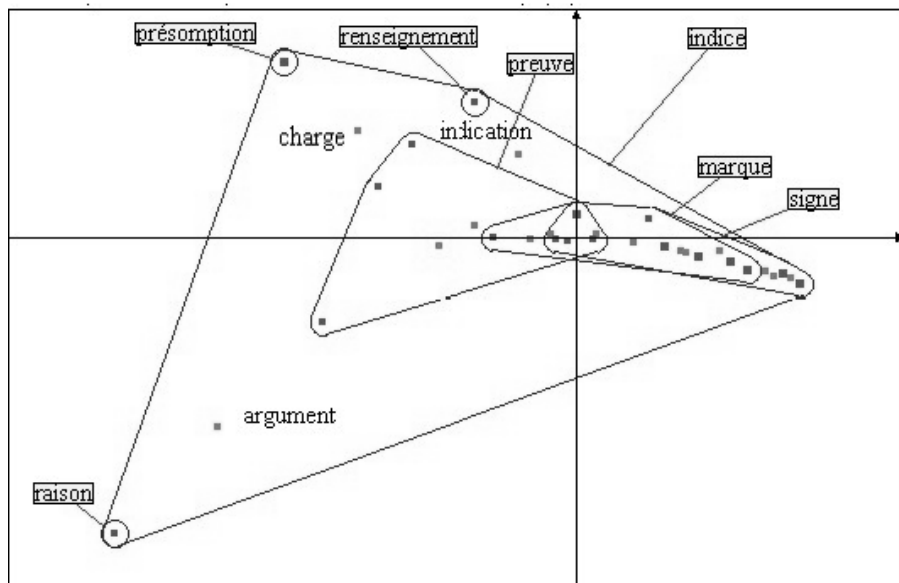 présomption
renseignement
indice
preuve
charge
indication
marque
signe
argument
raison